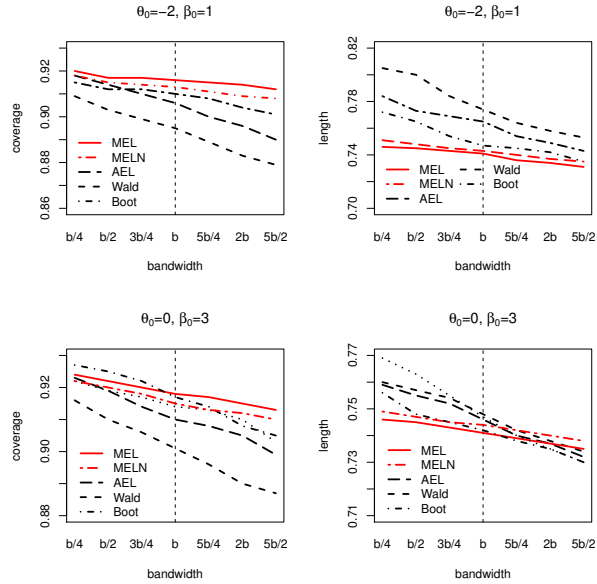 θ₀=−2, β₀=1
coverage
0.86 0.88 0.90 0.92
MEL
MELN
AEL
Wald
Boot
b/4 b/2 3b/4 b 5b/4 2b 5b/2
bandwidth
θ₀=−2, β₀=1
length
0.70 0.74 0.78 0.82
MEL Wald
MELN Boot
AEL
b/4 b/2 3b/4 b 5b/4 2b 5b/2
bandwidth
θ₀=0, β₀=3
coverage
0.88 0.90 0.92
MEL
MELN
AEL
Wald
Boot
b/4 b/2 3b/4 b 5b/4 2b 5b/2
bandwidth
θ₀=0, β₀=3
length
0.71 0.73 0.75 0.77
MEL
MELN
AEL
Wald
Boot
b/4 b/2 3b/4 b 5b/4 2b 5b/2
bandwidth